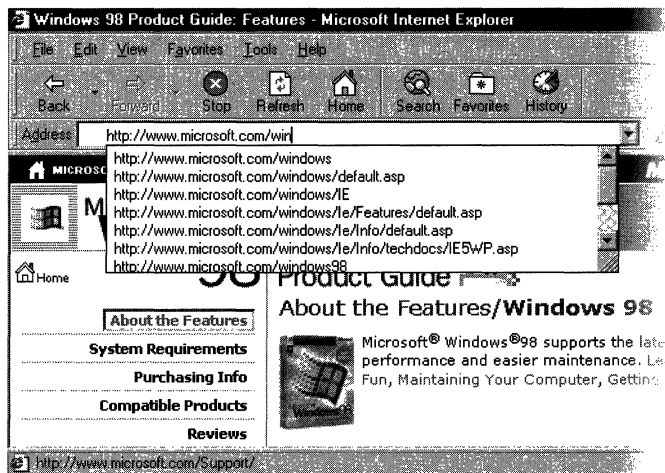 Windows 98 Product Guide: Features - Microsoft Internet Explorer
File Edit View Favorites Tools Help
Back Forward Stop Refresh Home Search Favorites History
Address http://www.microsoft.com/win
http://www.microsoft.com/windows
http://www.microsoft.com/windows/default.asp
http://www.microsoft.com/windows/IE
http://www.microsoft.com/windows/Ie/Features/default.asp
http://www.microsoft.com/windows/Ie/Info/default.asp
http://www.microsoft.com/windows/Ie/Info/techdocs/IE5WP.asp
http://www.microsoft.com/windows98
MICROSC
Home
98
Product Guide
About the Features/Windows 98
About the Features
System Requirements
Purchasing Info
Compatible Products
Reviews
Microsoft® Windows®98 supports the late
performance and easier maintenance. Le
Fun, Maintaining Your Computer, Getting
http://www.microsoft.com/Support/